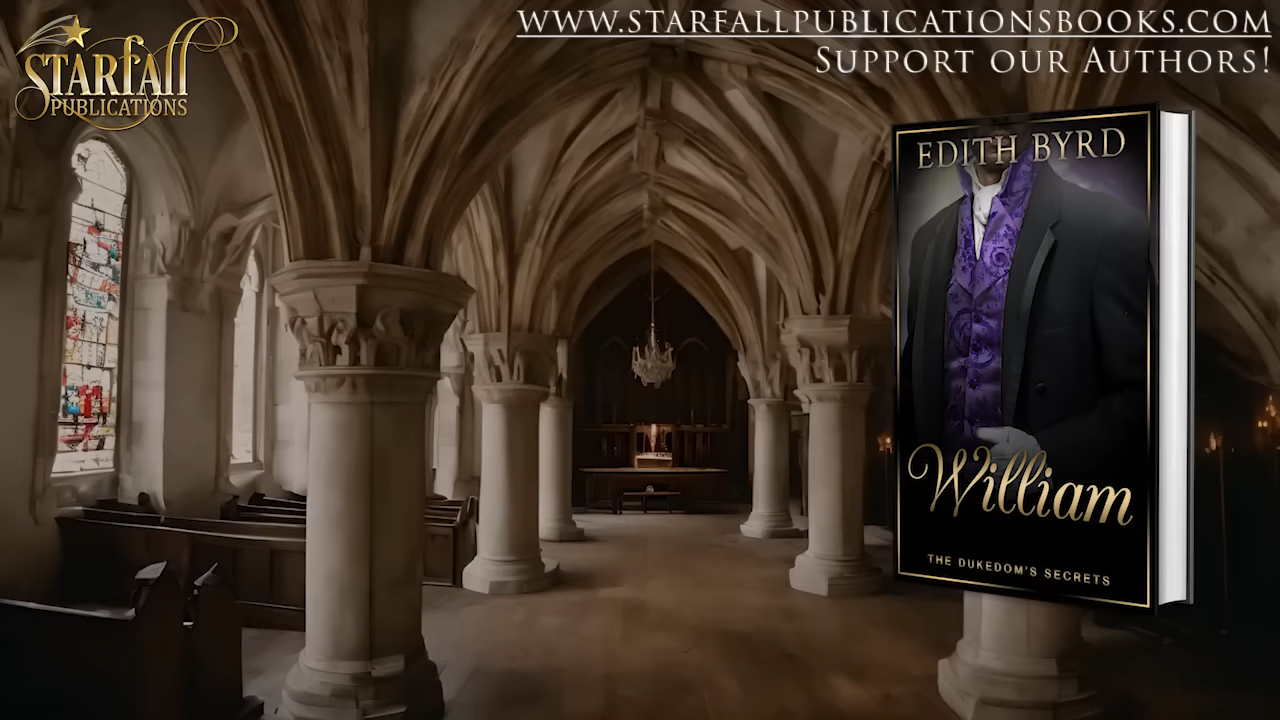 STARfall
PUBLICATIONS
WWW.STARFALLPUBLICATIONSBOOKS.COM
SUPPORT OUR AUTHORS!
EDITH BYRD
William
THE DUKEDOM'S SECRETS